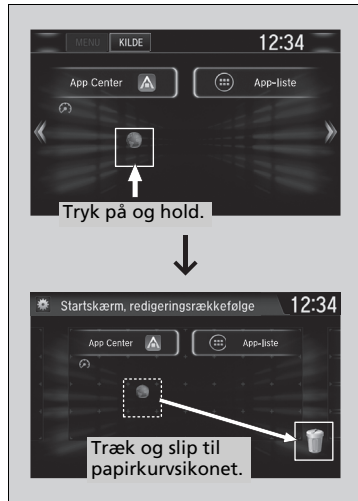 MENU KILDE 12:34
App Center App-liste
Tryk på og hold.
Startskærm, redigeringsrækkefølge 12:34
App Center App-liste
Træk og slip til
papirkurvsikonet.